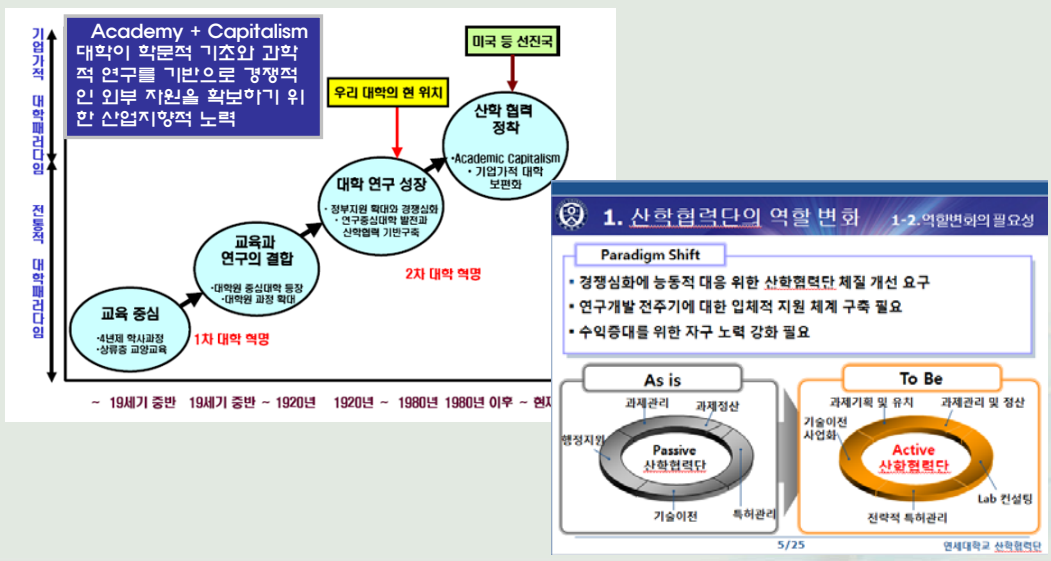 기업가적 대학패러다임
전통적 대학패러다임
Academy + Capitalism
대학이 학문적 기초와 과학
적 연구를 기반으로 경쟁적
인 외부 자원을 확보하기 위
한 산업지향적 노력
미국 등 선진국
우리 대학의 현 위치
산학 협력
정착
·Academic Capitalism
· 기업가적 대학
보편화
대학 연구 성장
· 정부지원 확대와 경쟁심화
· 연구중심대학 발전과
산학협력 기반구축
2차 대학 혁명
교육과
연구의 결합
·대학원 중심대학 등장
·대학원 과정 확대
1차 대학 혁명
교육 중심
·4년제 학사과정
·상류층 교양교육
~ 19세기 중반 19세기 중반 ~ 1920년 1920년 ~ 1980년 1980년 이후 ~ 현재
1. 산학협력단의 역할 변화 1-2.역할변화의 필요성
Paradigm Shift
▪ 경쟁심화에 능동적 대응 위한 산학협력단 체질 개선 요구
▪ 연구개발 전주기에 대한 입체적 지원 체계 구축 필요
▪ 수익증대를 위한 자구 노력 강화 필요
As is
과제관리
과제정산
행정지원
Passive
산학협력단
기술이전
특허관리
To Be
과제기획 및 유치
과제관리 및 정산
기술이전
사업화
Active
산학협력단
Lab 컨설팅
전략적 특허관리
5/25
연세대학교 산학협력단